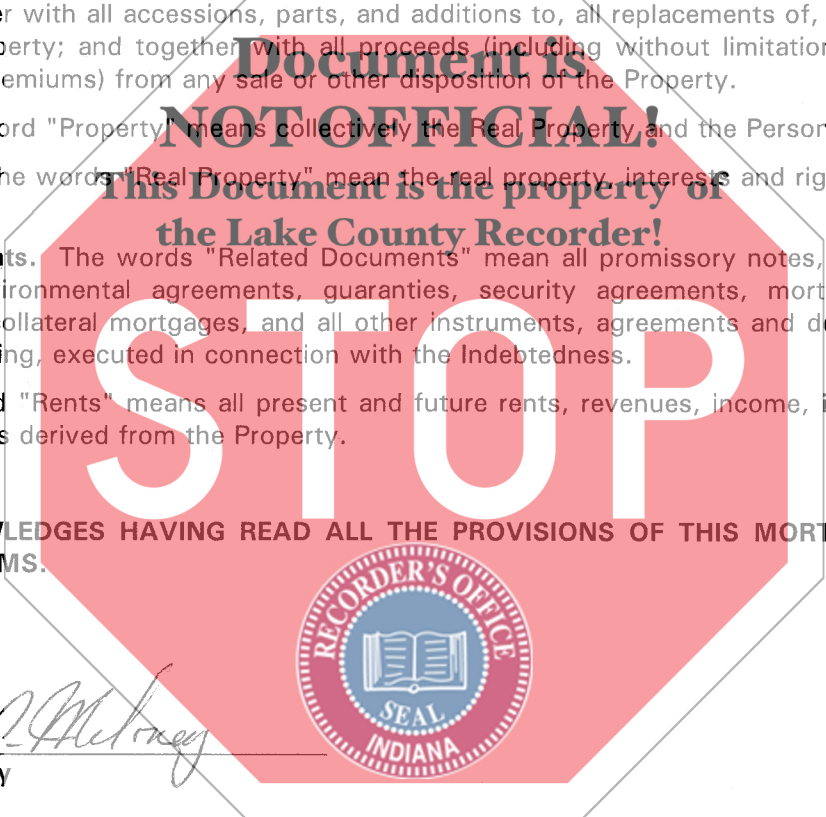 r with all accessions, parts, and additions to, all replacements of,
perty; and together with all proceeds (including without limitation
emiums) from any sale or other disposition of the Property.
Document is
NOT OFFICIAL!
This Document is the property of
the Lake County Recorder!
ord "Property" means collectively the Real Property and the Person
he words "Real Property" mean the real property, interests and rig
ts. The words "Related Documents" mean all promissory notes,
ironmental agreements, guaranties, security agreements, mort
ollateral mortgages, and all other instruments, agreements and d
ing, executed in connection with the Indebtedness.
d "Rents" means all present and future rents, revenues, income, i
s derived from the Property.
STOP
LEDGES HAVING READ ALL THE PROVISIONS OF THIS MORT
MS.
RECORDER'S OFFICE
SEAL
INDIANA
y